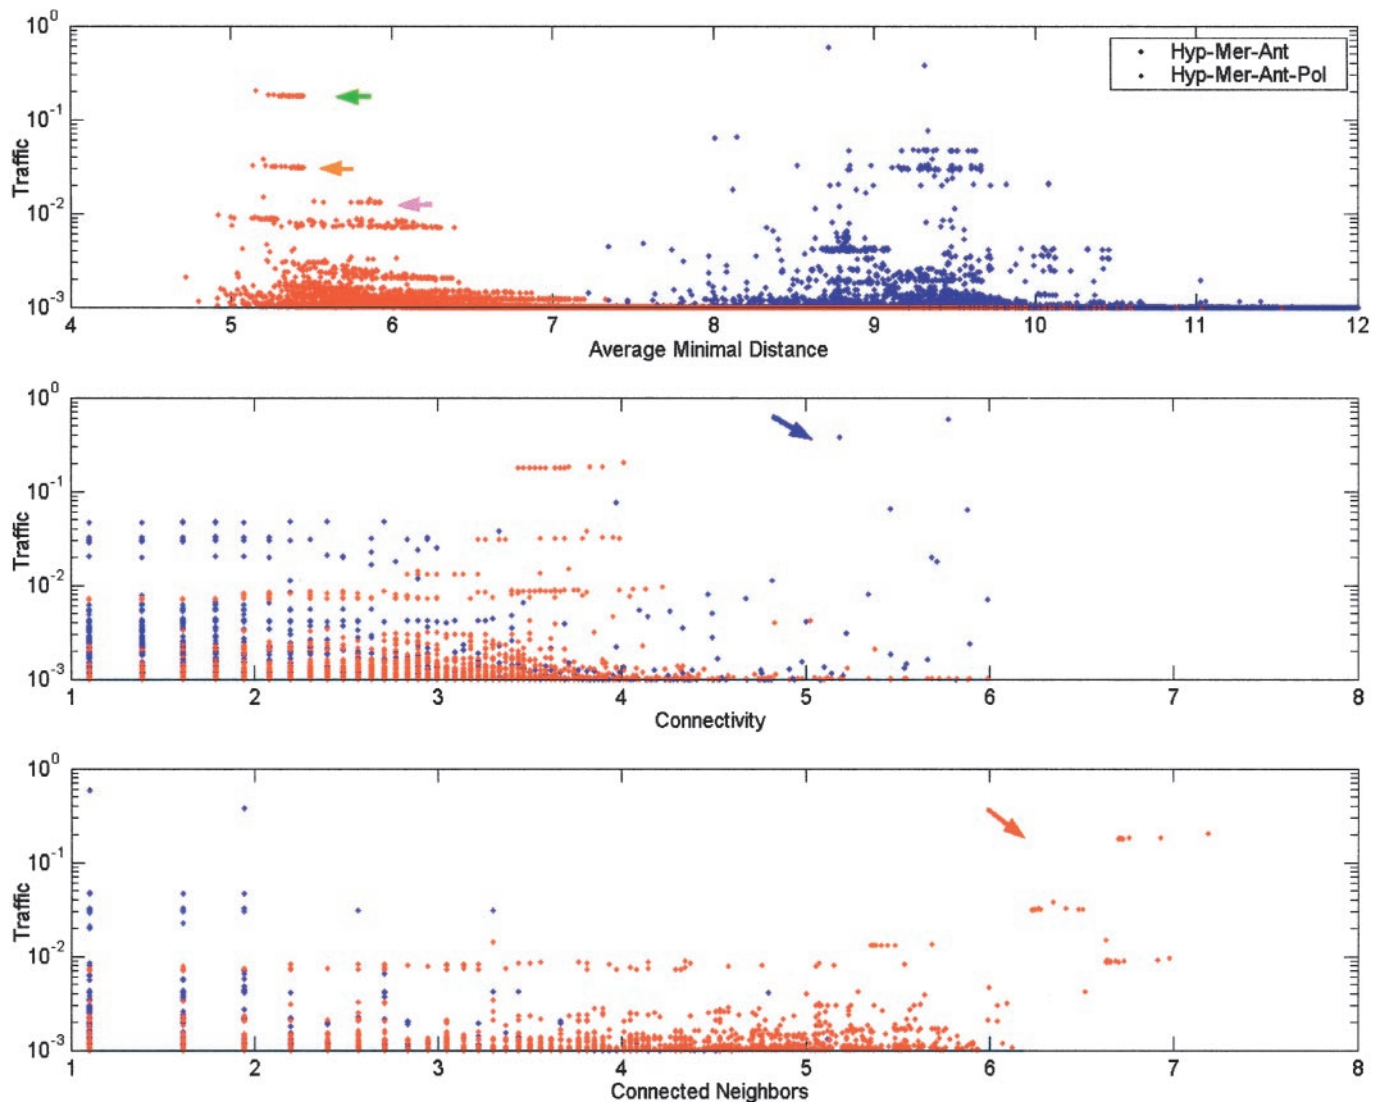 10^0
10^-1
10^-2
10^-3
Traffic
4 5 6 7 8 9 10 11 12
Average Minimal Distance
Hyp-Mer-Ant
Hyp-Mer-Ant-Pol
10^0
10^-1
10^-2
10^-3
Traffic
1 2 3 4 5 6 7 8
Connectivity
10^0
10^-1
10^-2
10^-3
Traffic
1 2 3 4 5 6 7 8
Connected Neighbors